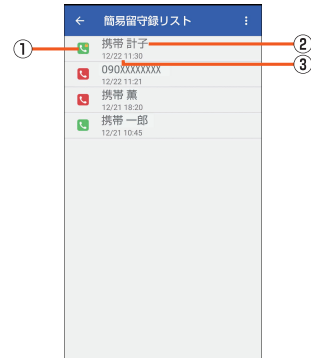 簡易留守録リスト
① 携帯 計子 ②
12/22 11:30 ③
090XXXXXXXX
12/22 11:21
携帯 薫
12/21 18:20
携帯 一郎
12/21 10:45